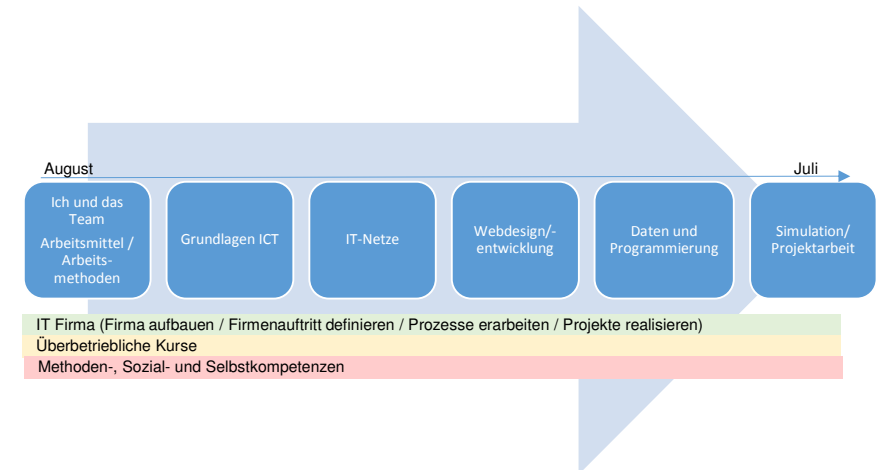 August
Juli
Ich und das
Team
Arbeitsmittel /
Arbeits-
methoden
Grundlagen ICT
IT-Netze
Webdesign/-
entwicklung
Daten und
Programmierung
Simulation/
Projektarbeit
IT Firma (Firma aufbauen / Firmenauftritt definieren / Prozesse erarbeiten / Projekte realisieren)
Überbetriebliche Kurse
Methoden-, Sozial- und Selbstkompetenzen